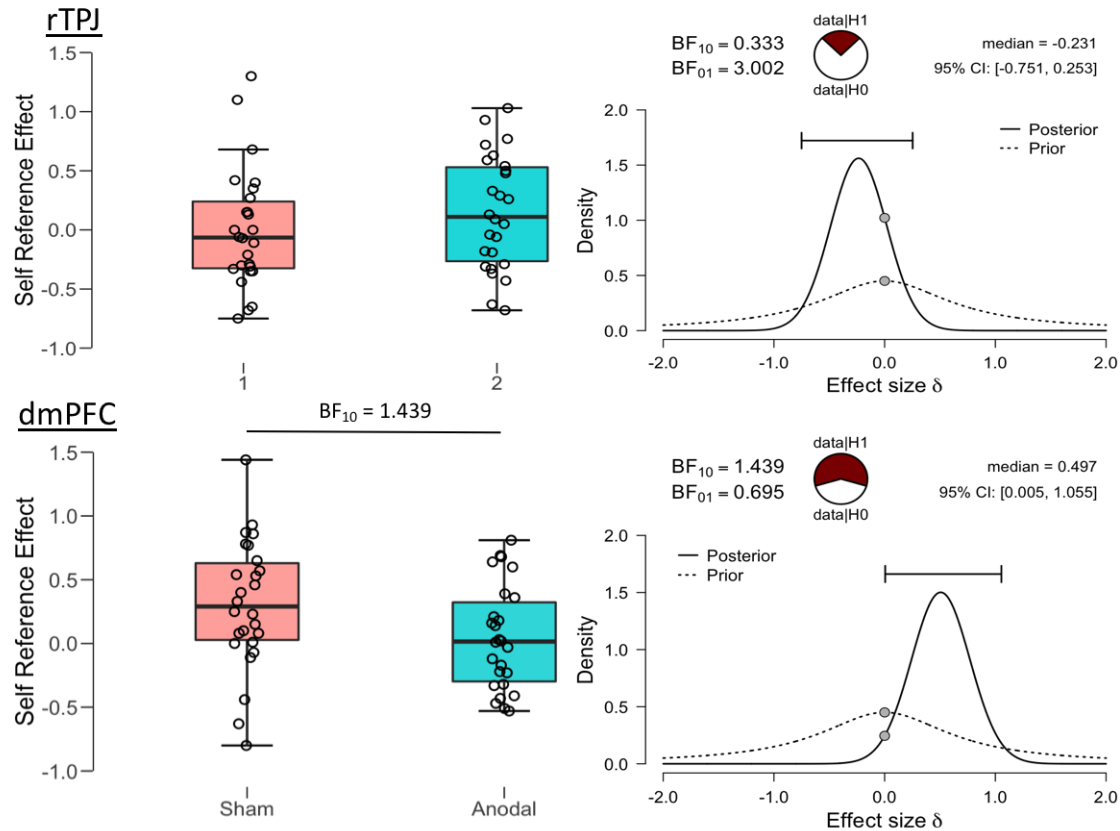 rTPJ
1.5
1.0
0.5
0.0
-0.5
-1.0
Self Reference Effect
1
2
BF10 = 0.333
BF01 = 3.002
data|H1
data|H0
median = -0.231
95% CI: [-0.751, 0.253]
2.0
1.5
1.0
0.5
0.0
Density
Posterior
Prior
-2.0
-1.0
0.0
1.0
2.0
Effect size δ
dmPFC
BF₁₀ = 1.439
1.5
1.0
0.5
0.0
-0.5
-1.0
Self Reference Effect
Sham
Anodal
BF10 = 1.439
BF01 = 0.695
data|H1
data|H0
median = 0.497
95% CI: [0.005, 1.055]
2.0
1.5
1.0
0.5
0.0
Density
Posterior
Prior
-2.0
-1.0
0.0
1.0
2.0
Effect size δ